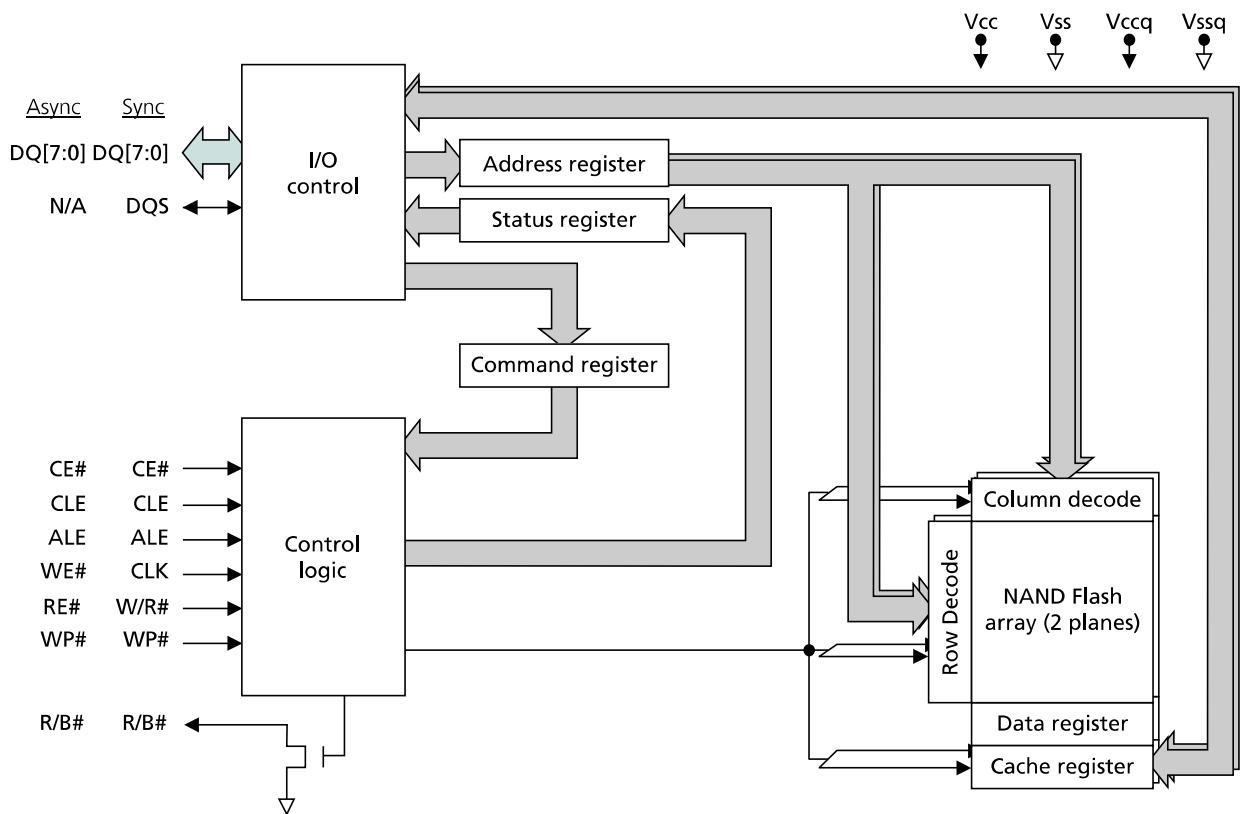 Vcc Vss Vccq Vssq
Async Sync
DQ[7:0] DQ[7:0]
N/A DQS
I/O
control
Address register
Status register
Command register
CE# CE#
CLE CLE
ALE ALE
WE# CLK
RE# W/R#
WP# WP#
R/B# R/B#
Control
logic
Column decode
Row Decode
NAND Flash
array (2 planes)
Data register
Cache register